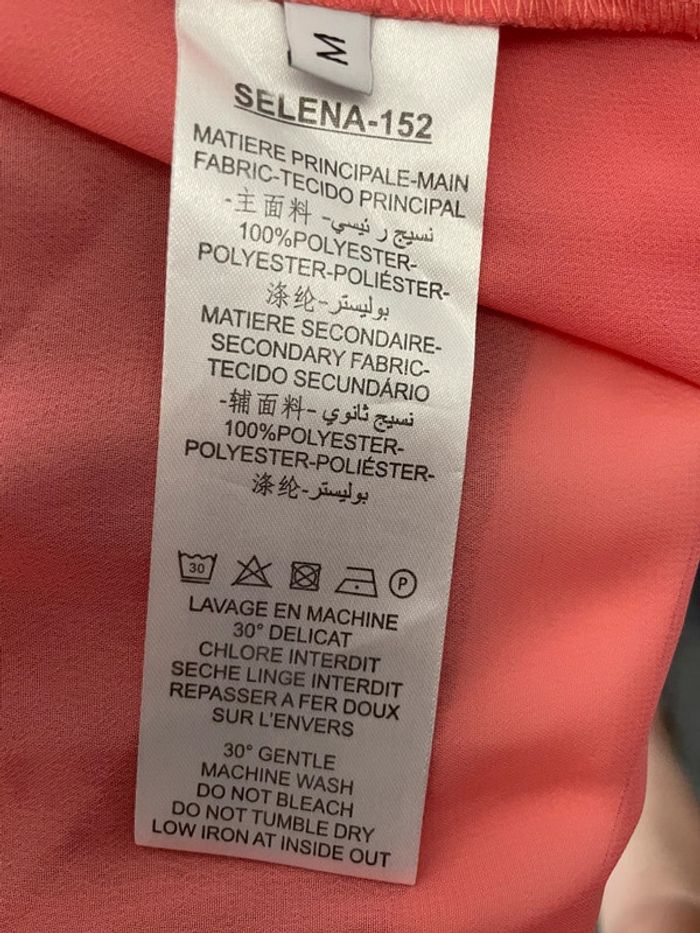 M
SELENA-152
MATIERE PRINCIPALE-MAIN
FABRIC-TECIDO PRINCIPAL
-主面料-نسيج رئيسي
100%POLYESTER-
POLYESTER-POLIÉSTER-
涤纶-بوليستر
MATIERE SECONDAIRE-
SECONDARY FABRIC-
TECIDO SECUNDÁRIO
-辅面料-نسيج ثانوي
100%POLYESTER-
POLYESTER-POLIÉSTER-
涤纶-بوليستر
30 P
LAVAGE EN MACHINE
30° DELICAT
CHLORE INTERDIT
SECHE LINGE INTERDIT
REPASSER A FER DOUX
SUR L'ENVERS
30° GENTLE
MACHINE WASH
DO NOT BLEACH
DO NOT TUMBLE DRY
LOW IRON AT INSIDE OUT